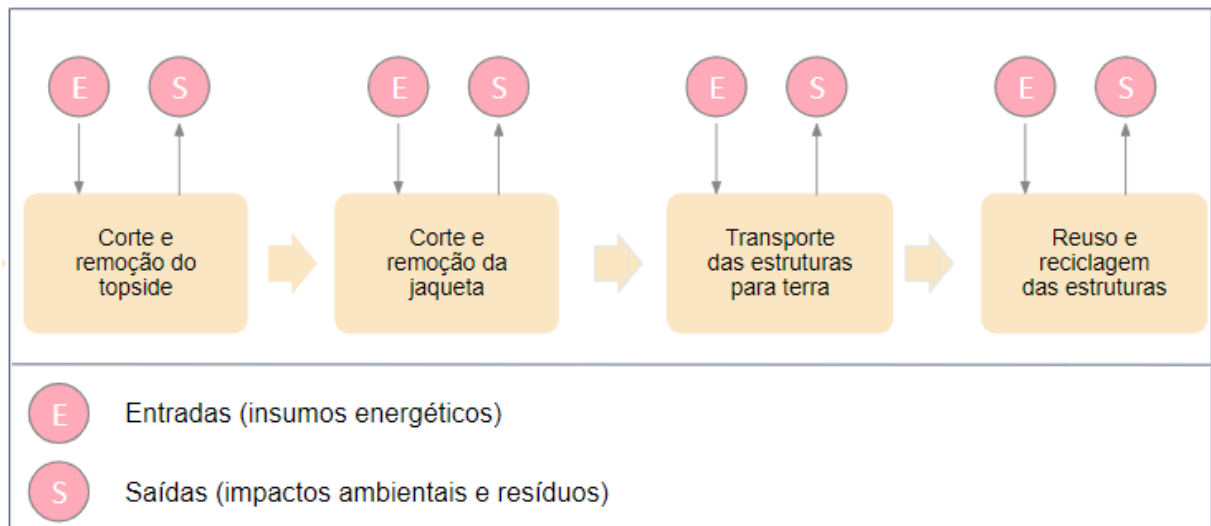 E S E S E S E S
Corte e
remoção do
topside
Corte e
remoção da
jaqueta
Transporte
das estruturas
para terra
Reuso e
reciclagem
das estruturas
E Entradas (insumos energéticos)
S Saídas (impactos ambientais e resíduos)